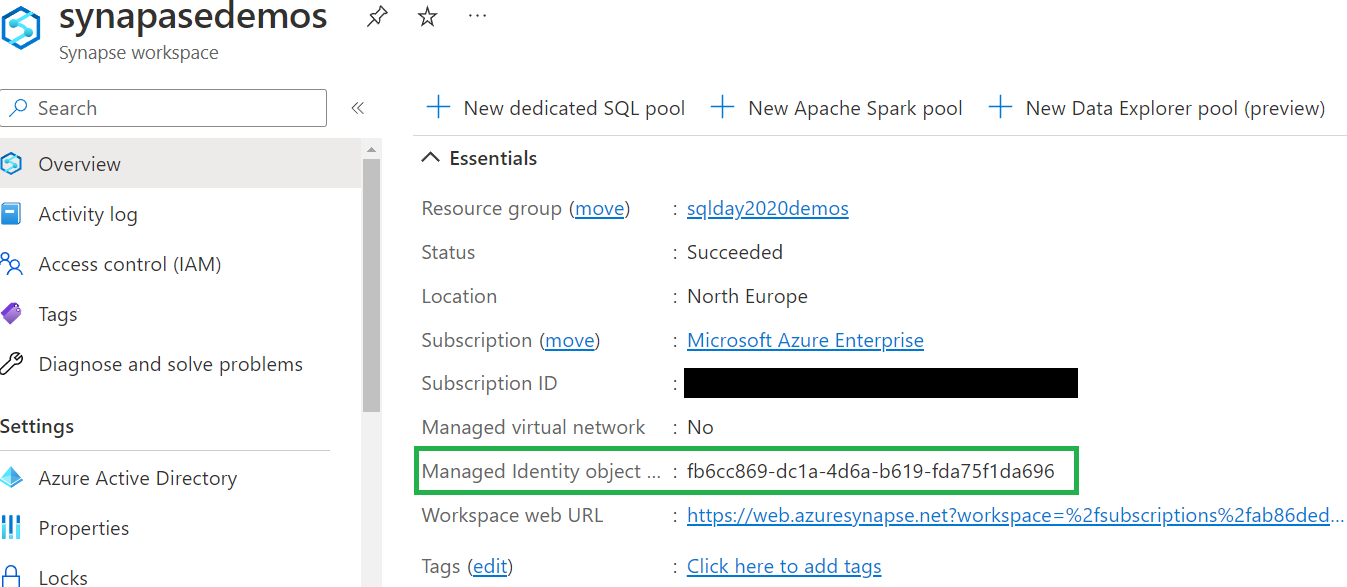 synapasedemos
Synapse workspace
Search
Overview
Activity log
Access control (IAM)
Tags
Diagnose and solve problems
Settings
Azure Active Directory
Properties
Locks
New dedicated SQL pool
New Apache Spark pool
New Data Explorer pool (preview)
Essentials
Resource group (move) : sqlday2020demos
Status : Succeeded
Location : North Europe
Subscription (move) : Microsoft Azure Enterprise
Subscription ID :
Managed virtual network : No
Managed Identity object ... : fb6cc869-dc1a-4d6a-b619-fda75f1da696
Workspace web URL : https://web.azuresynapse.net?workspace=%2fsubscriptions%2fab86ded...
Tags (edit) : Click here to add tags